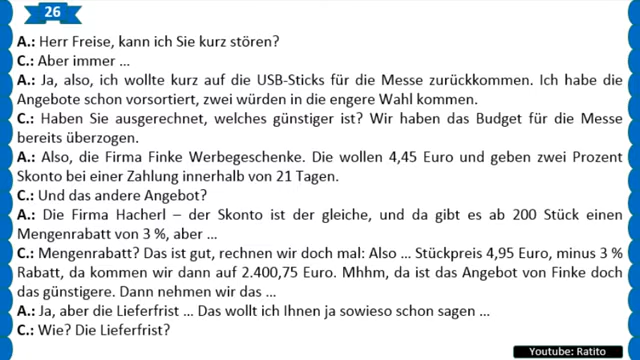 26
A.: Herr Freise, kann ich Sie kurz stören?
C.: Aber immer ...
A.: Ja, also, ich wollte kurz auf die USB-Sticks für die Messe zurückkommen. Ich habe die
Angebote schon vorsortiert, zwei würden in die engere Wahl kommen.
C.: Haben Sie ausgerechnet, welches günstiger ist? Wir haben das Budget für die Messe
bereits überzogen.
A.: Also, die Firma Finke Werbegeschenke. Die wollen 4,45 Euro und geben zwei Prozent
Skonto bei einer Zahlung innerhalb von 21 Tagen.
C.: Und das andere Angebot?
A.: Die Firma Hacherl – der Skonto ist der gleiche, und da gibt es ab 200 Stück einen
Mengenrabatt von 3 %, aber ...
C.: Mengenrabatt? Das ist gut, rechnen wir doch mal: Also ... Stückpreis 4,95 Euro, minus 3 %
Rabatt, da kommen wir dann auf 2.400,75 Euro. Mhhm, da ist das Angebot von Finke doch
das günstigere. Dann nehmen wir das ...
A.: Ja, aber die Lieferfrist ... Das wollt ich Ihnen ja sowieso schon sagen ...
C.: Wie? Die Lieferfrist?
Youtube: Ratito